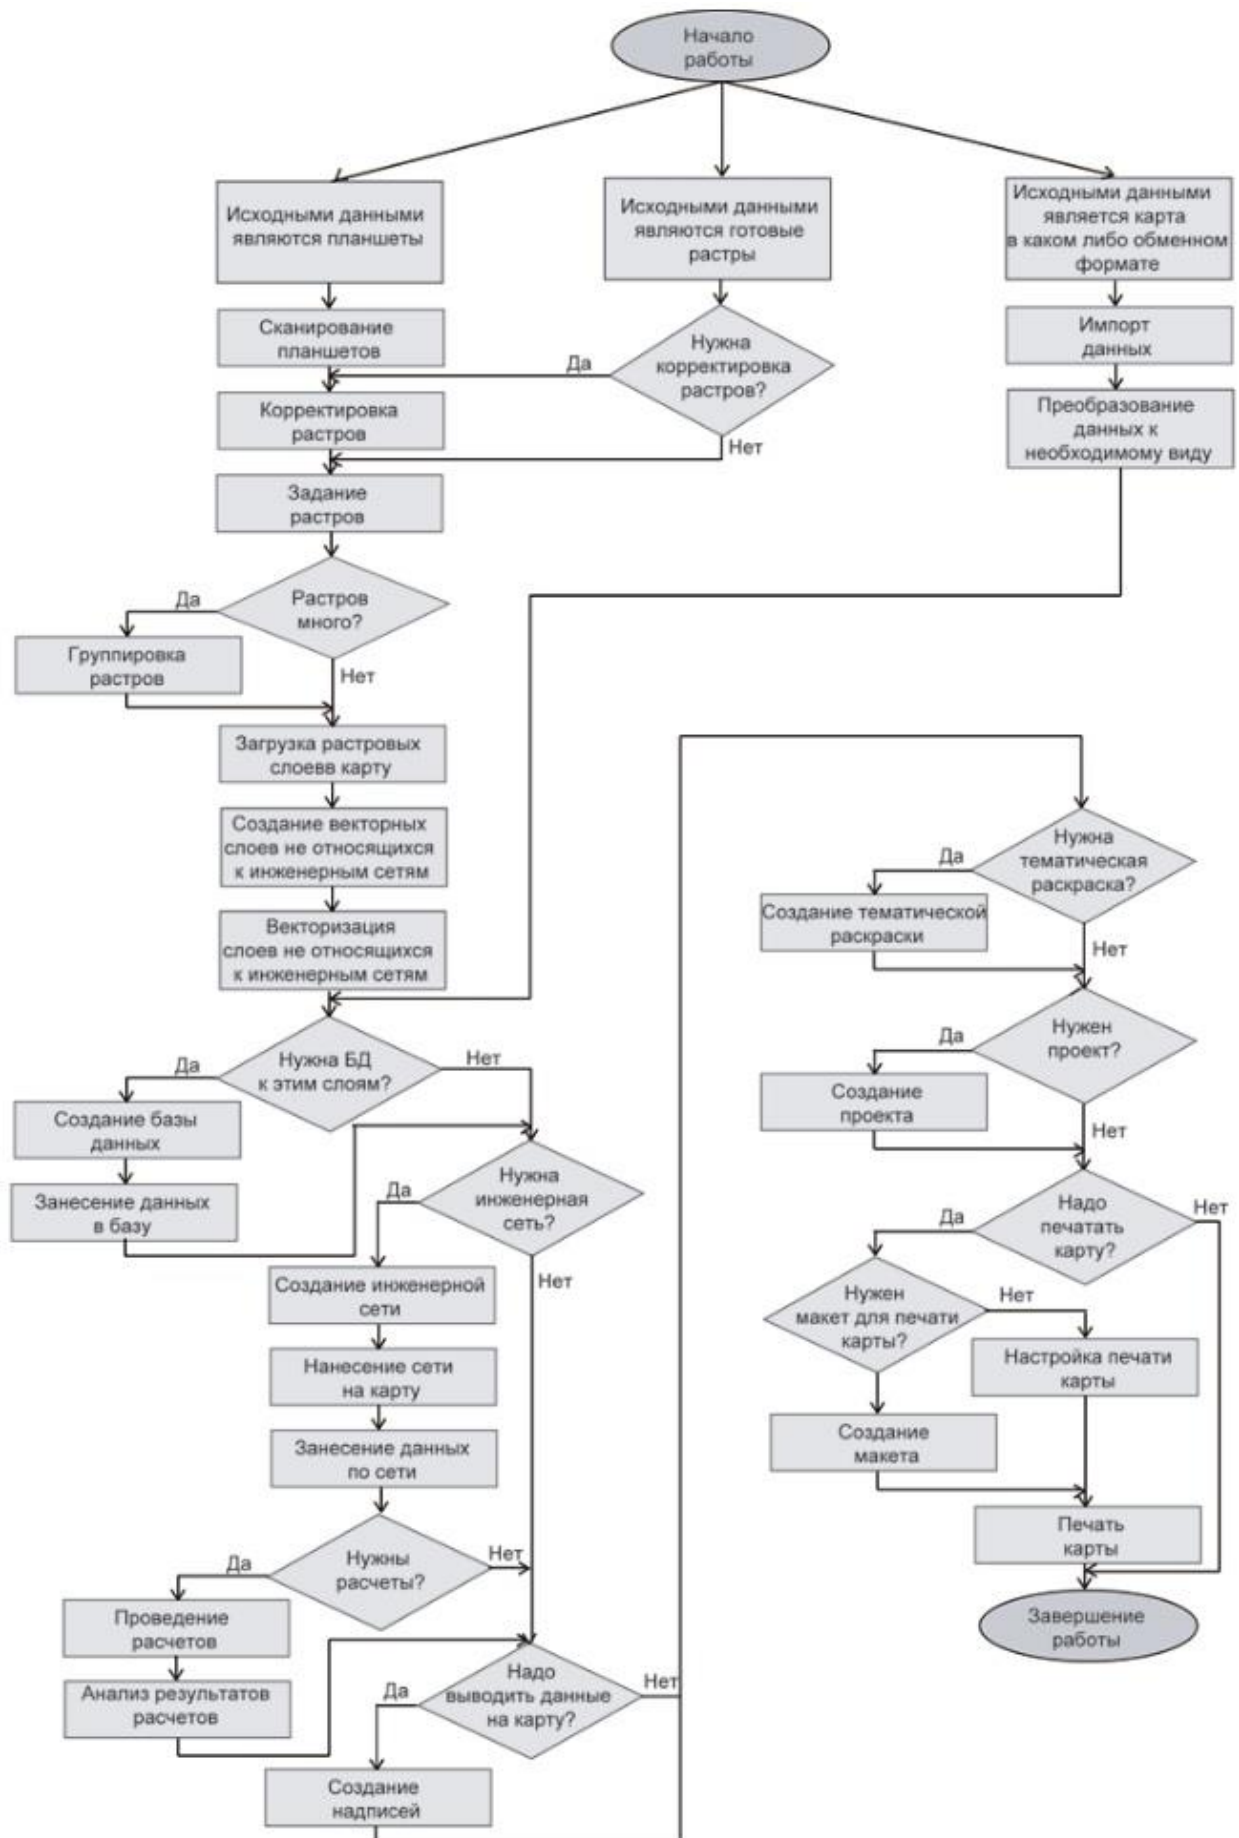 Начало
работы
Исходными данными
являются планшеты
Исходными данными
являются готовые
растры
Исходными данными
является карта
в каком либо обменном
формате
Сканирование
планшетов
Да
Нужна
корректировка
растров?
Импорт
данных
Корректировка
растров
Нет
Преобразование
данных к
необходимому виду
Задание
растров
Да
Растров
много?
Группировка
растров
Нет
Загрузка растровых
слоевв карту
Создание векторных
слоев не относящихся
к инженерным сетям
Векторизация
слоев не относящихся
к инженерным сетям
Да
Нужна БД
к этим слоям?
Нет
Создание базы
данных
Занесение данных
в базу
Да
Нужна
инженерная
сеть?
Нет
Создание инженерной
сети
Нанесение сети
на карту
Занесение данных
по сети
Да
Нужны
расчеты?
Нет
Проведение
расчетов
Анализ результатов
расчетов
Да
Надо
выводить данные
на карту?
Нет
Создание
надписей
Да
Нужна
тематическая
раскраска?
Создание тематической
раскраски
Нет
Да
Нужен
проект?
Создание
проекта
Нет
Да
Надо
печатать
карту?
Нет
Нужен
макет для печати
карты?
Нет
Настройка печати
карты
Создание
макета
Печать
карты
Завершение
работы